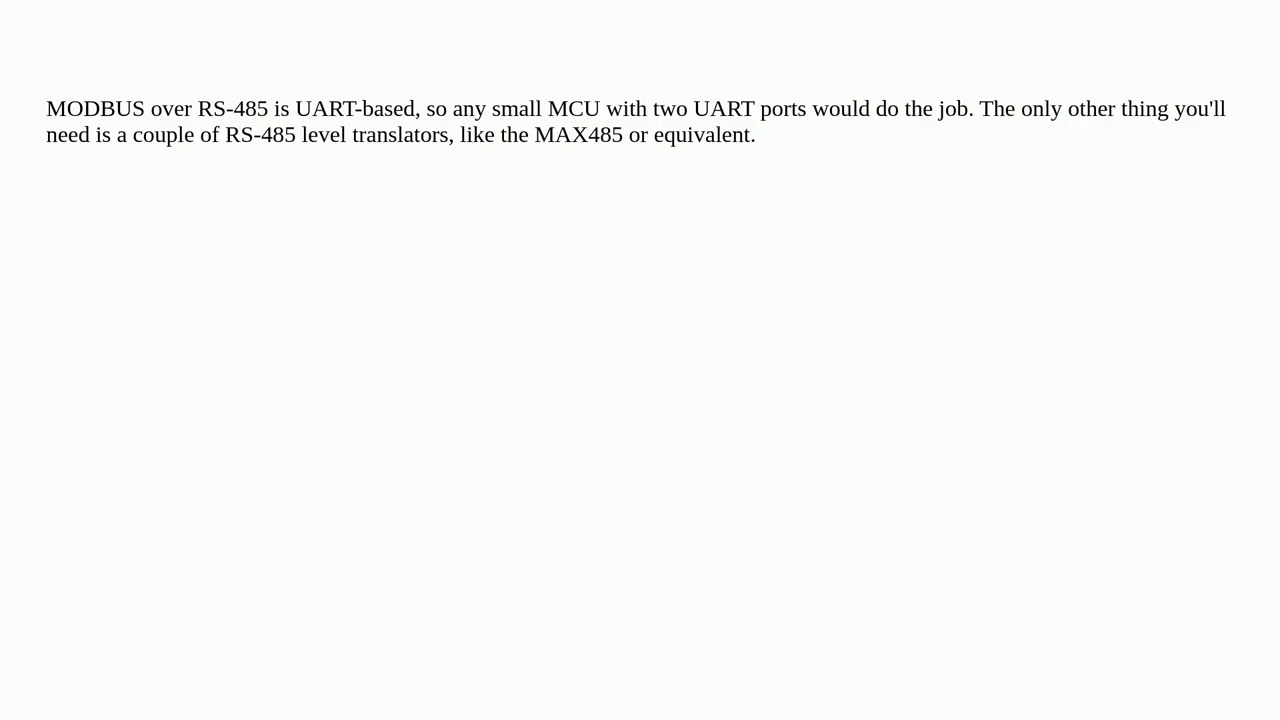 MODBUS over RS-485 is UART-based, so any small MCU with two UART ports would do the job. The only other thing you'll
need is a couple of RS-485 level translators, like the MAX485 or equivalent.